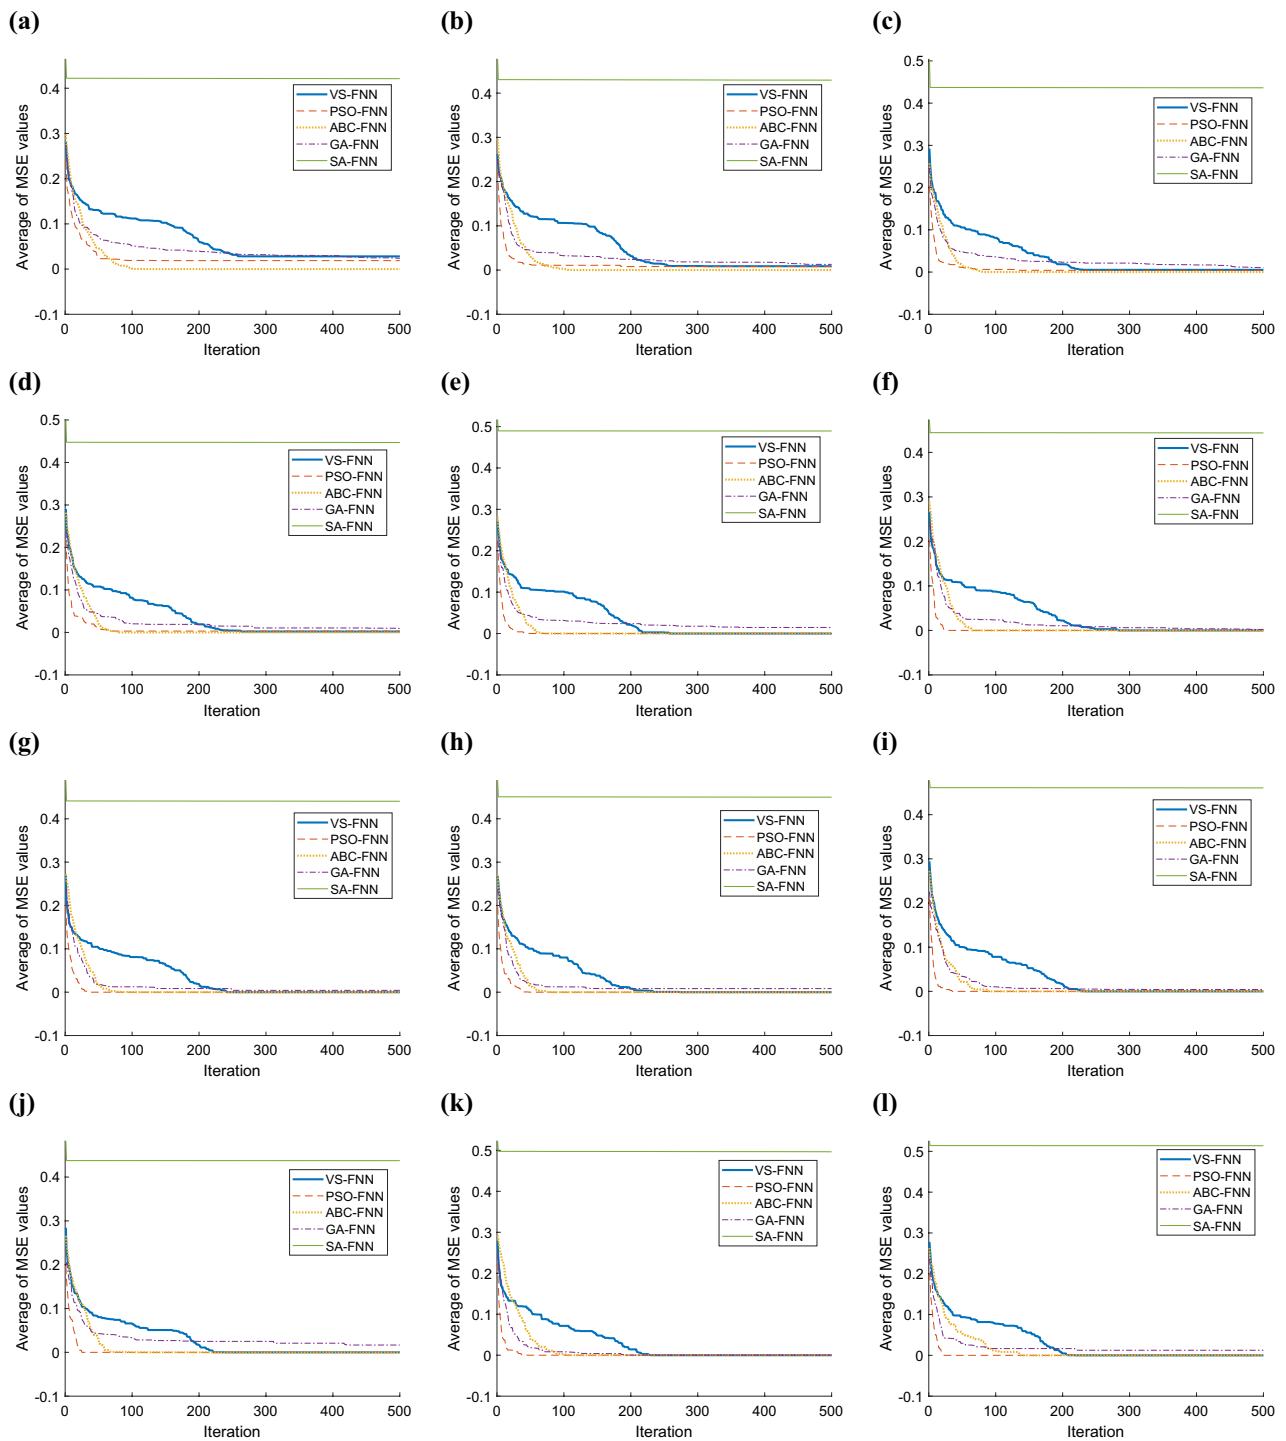 (a)
Average of MSE values
0.4
0.3
0.2
0.1
0
-0.1
VS-FNN
PSO-FNN
ABC-FNN
GA-FNN
SA-FNN
0 100 200 300 400 500
Iteration
(b)
Average of MSE values
0.4
0.3
0.2
0.1
0
-0.1
VS-FNN
PSO-FNN
ABC-FNN
GA-FNN
SA-FNN
0 100 200 300 400 500
Iteration
(c)
Average of MSE values
0.5
0.4
0.3
0.2
0.1
0
-0.1
VS-FNN
PSO-FNN
ABC-FNN
GA-FNN
SA-FNN
0 100 200 300 400 500
Iteration
(d)
Average of MSE values
0.5
0.4
0.3
0.2
0.1
0
-0.1
VS-FNN
PSO-FNN
ABC-FNN
GA-FNN
SA-FNN
0 100 200 300 400 500
Iteration
(e)
Average of MSE values
0.5
0.4
0.3
0.2
0.1
0
-0.1
VS-FNN
PSO-FNN
ABC-FNN
GA-FNN
SA-FNN
0 100 200 300 400 500
Iteration
(f)
Average of MSE values
0.4
0.3
0.2
0.1
0
-0.1
VS-FNN
PSO-FNN
ABC-FNN
GA-FNN
SA-FNN
0 100 200 300 400 500
Iteration
(g)
Average of MSE values
0.4
0.3
0.2
0.1
0
-0.1
VS-FNN
PSO-FNN
ABC-FNN
GA-FNN
SA-FNN
0 100 200 300 400 500
Iteration
(h)
Average of MSE values
0.4
0.3
0.2
0.1
0
-0.1
VS-FNN
PSO-FNN
ABC-FNN
GA-FNN
SA-FNN
0 100 200 300 400 500
Iteration
(i)
Average of MSE values
0.4
0.3
0.2
0.1
0
-0.1
VS-FNN
PSO-FNN
ABC-FNN
GA-FNN
SA-FNN
0 100 200 300 400 500
Iteration
(j)
Average of MSE values
0.4
0.3
0.2
0.1
0
-0.1
VS-FNN
PSO-FNN
ABC-FNN
GA-FNN
SA-FNN
0 100 200 300 400 500
Iteration
(k)
Average of MSE values
0.5
0.4
0.3
0.2
0.1
0
-0.1
VS-FNN
PSO-FNN
ABC-FNN
GA-FNN
SA-FNN
0 100 200 300 400 500
Iteration
(l)
Average of MSE values
0.5
0.4
0.3
0.2
0.1
0
-0.1
VS-FNN
PSO-FNN
ABC-FNN
GA-FNN
SA-FNN
0 100 200 300 400 500
Iteration